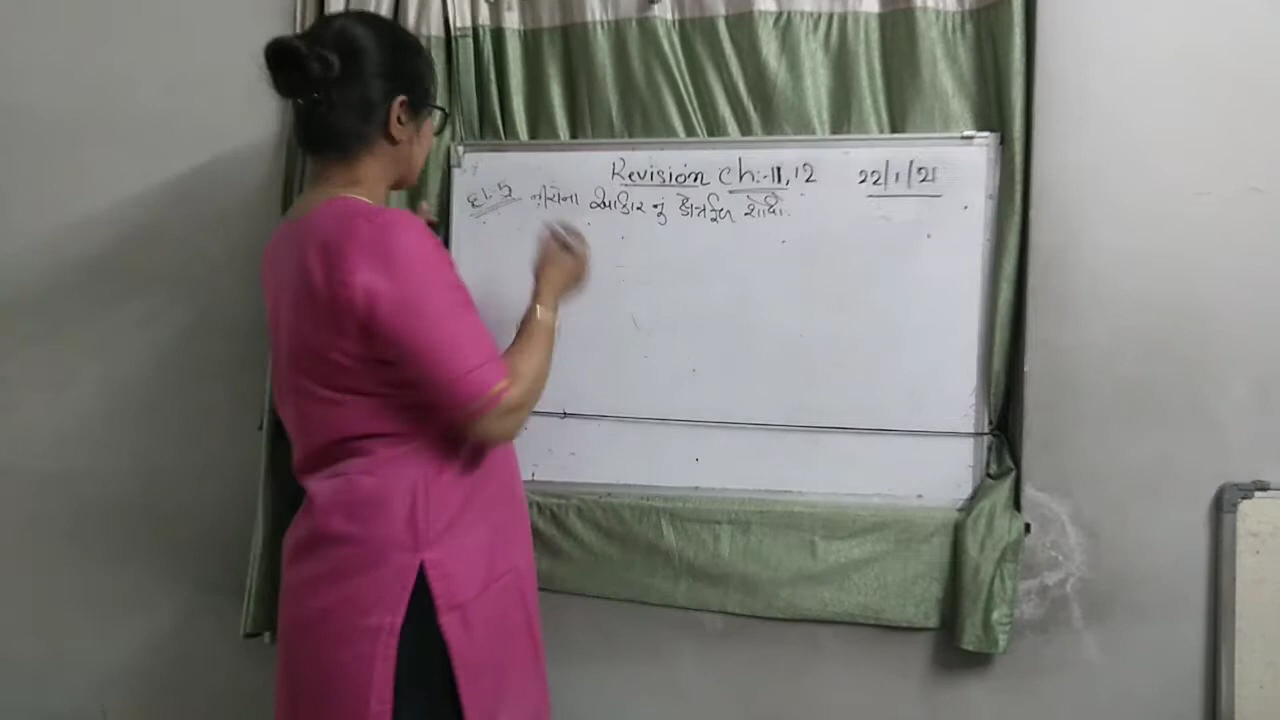 Revision Ch:-11,12 22/1/21
દા.5 નીચેના આકાર નું ક્ષેત્રફળ શોધો.